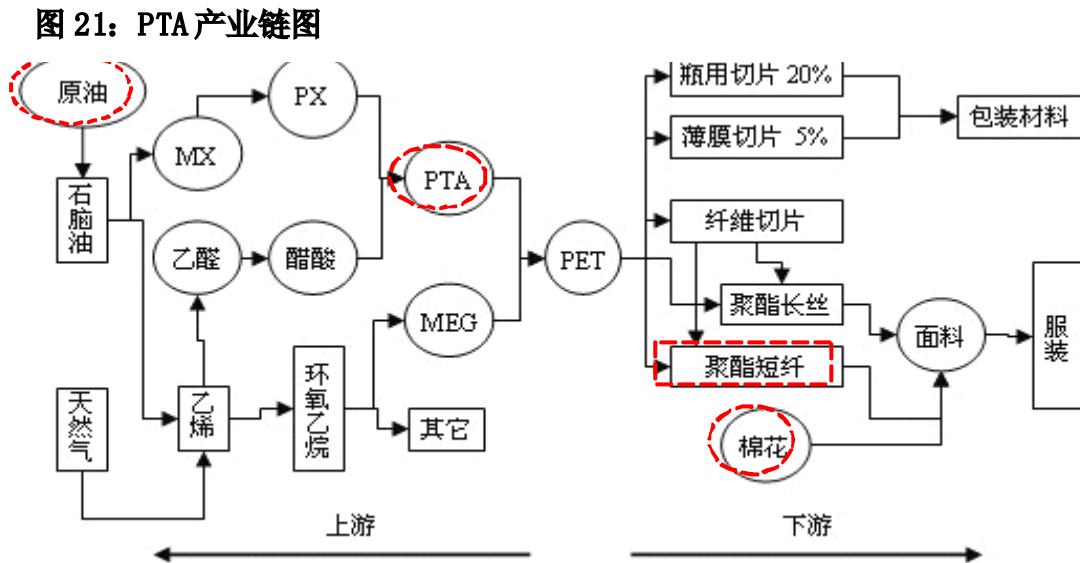 图 21：PTA 产业链图
原油
PX
瓶用切片 20%
包装材料
MX
薄膜切片 5%
PTA
石脑油
纤维切片
乙醛
醋酸
PET
聚酯长丝
MEG
面料
服装
聚酯短纤
环氧乙烷
天然气
乙烯
其它
棉花
上游
下游